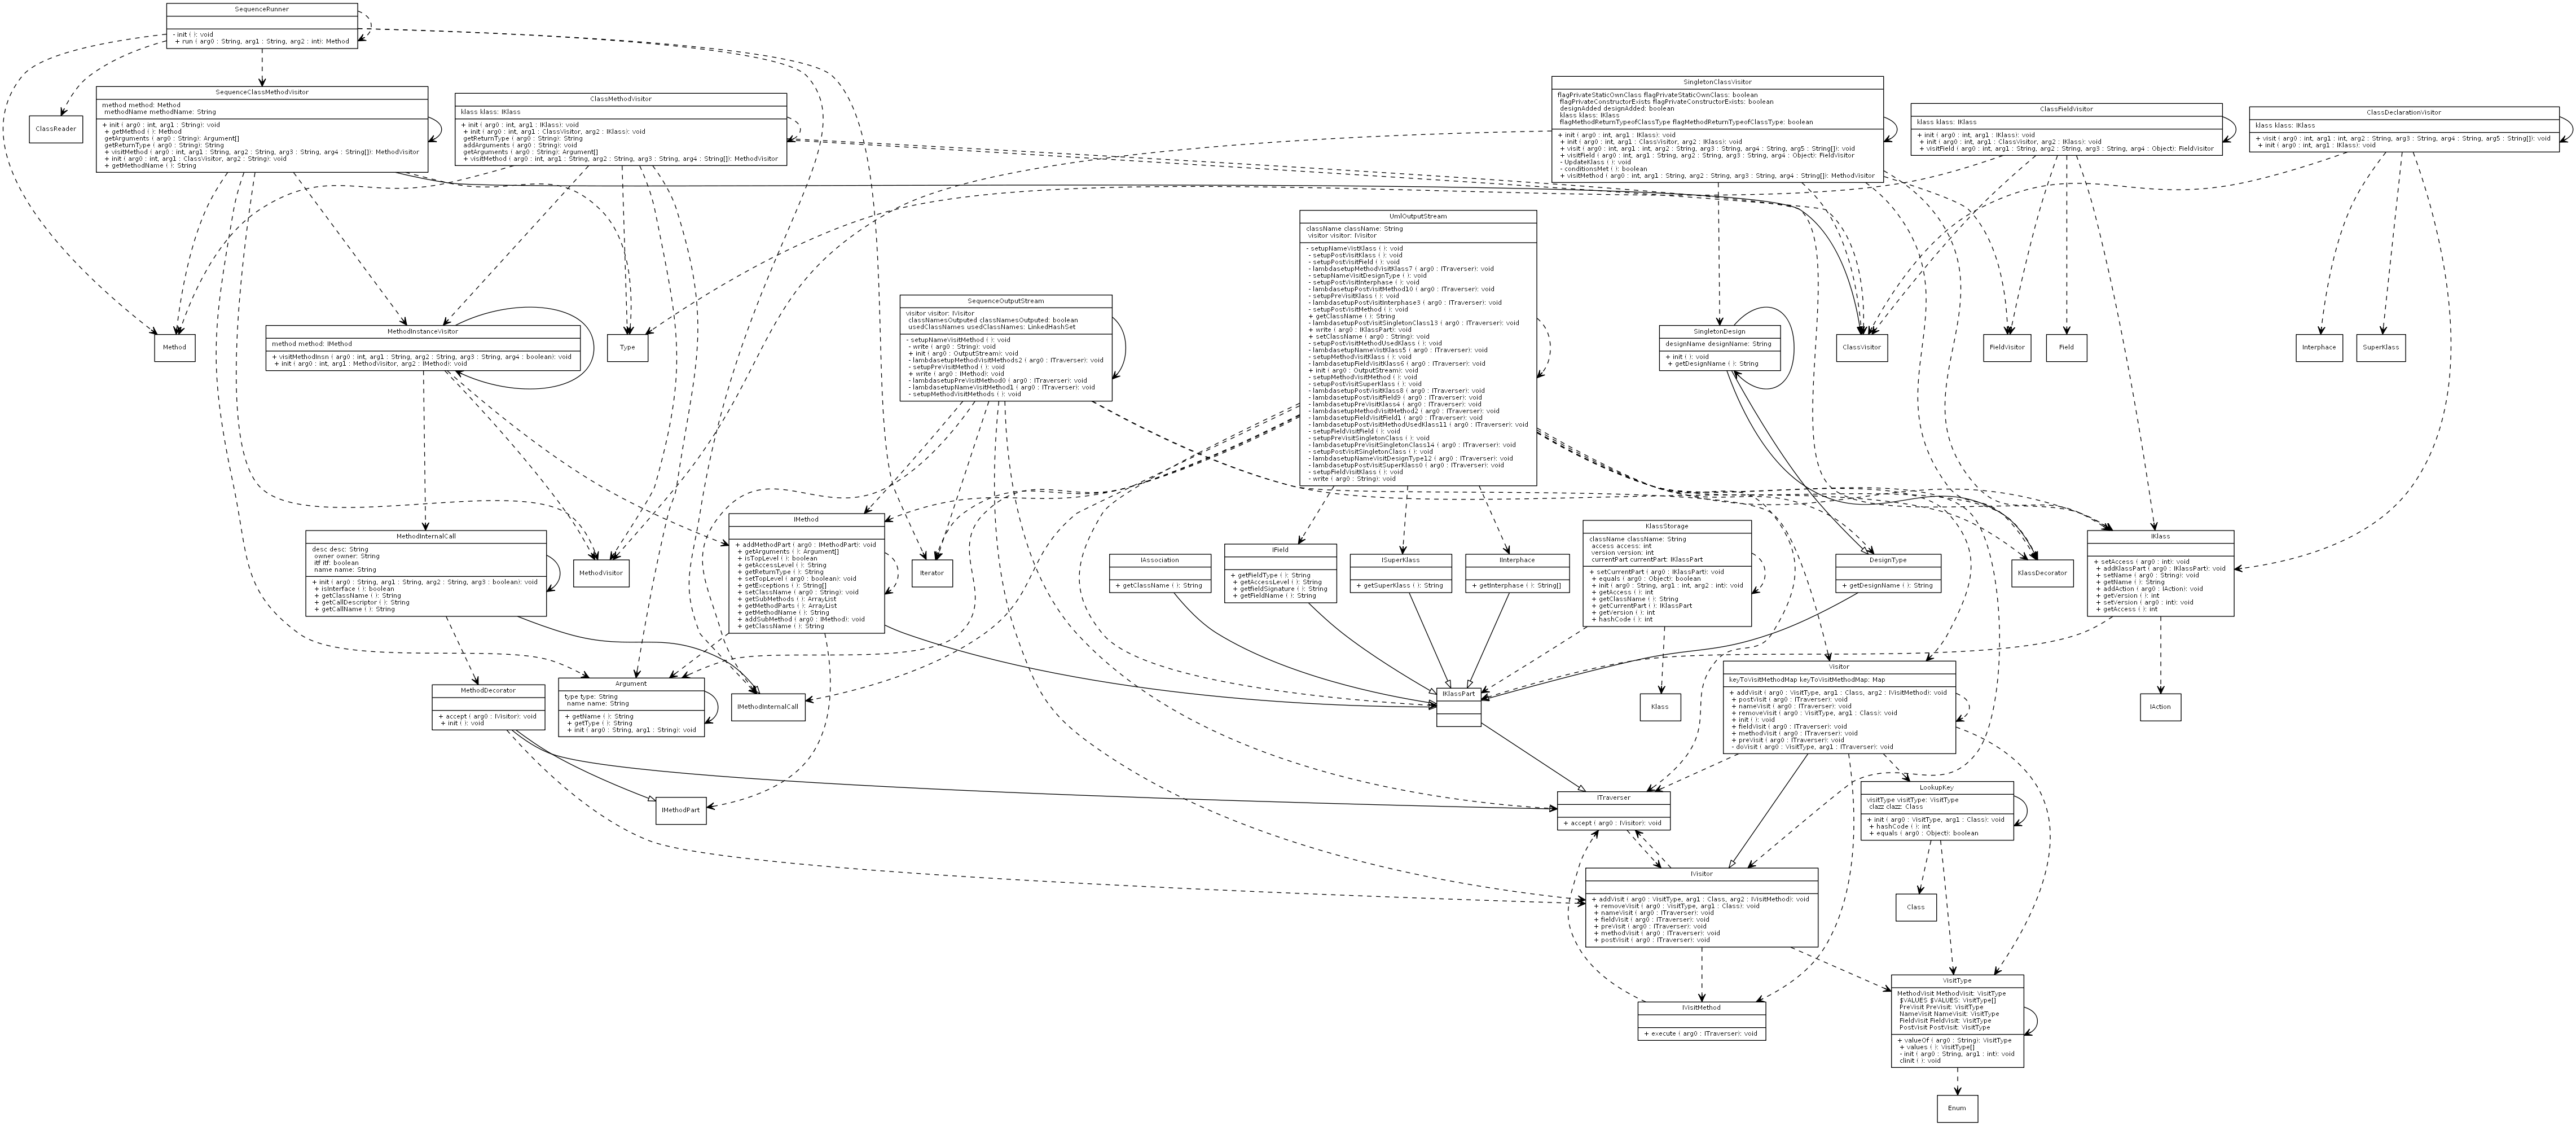 SequenceRunner
- init ( ): void
+ run ( arg0 : String, arg1 : String, arg2 : int): Method
ClassReader
SequenceClassMethodVisitor
method method: Method
methodName methodName: String
+ init ( arg0 : int, arg1 : String): void
+ getMethod ( ): Method
getArguments ( arg0 : String): Argument[]
getReturnType ( arg0 : String): String
+ visitMethod ( arg0 : int, arg1 : String, arg2 : String, arg3 : String, arg4 : String[]): MethodVisitor
+ init ( arg0 : int, arg1 : ClassVisitor, arg2 : String): void
+ getMethodName ( ): String
ClassMethodVisitor
klass klass: IKlass
+ init ( arg0 : int, arg1 : IKlass): void
+ init ( arg0 : int, arg1 : ClassVisitor, arg2 : IKlass): void
getReturnType ( arg0 : String): String
addArguments ( arg0 : String): void
getArguments ( arg0 : String): Argument[]
+ visitMethod ( arg0 : int, arg1 : String, arg2 : String, arg3 : String, arg4 : String[]): MethodVisitor
SingletonClassVisitor
flagPrivateStaticOwnClass flagPrivateStaticOwnClass: boolean
flagPrivateConstructorExists flagPrivateConstructorExists: boolean
designAdded designAdded: boolean
klass klass: IKlass
flagMethodReturnTypeofClassType flagMethodReturnTypeofClassType: boolean
+ init ( arg0 : int, arg1 : IKlass): void
+ init ( arg0 : int, arg1 : ClassVisitor, arg2 : IKlass): void
+ visit ( arg0 : int, arg1 : int, arg2 : String, arg3 : String, arg4 : String, arg5 : String[]): void
+ visitField ( arg0 : int, arg1 : String, arg2 : String, arg3 : String, arg4 : Object): FieldVisitor
- UpdateKlass ( ): void
- conditionsMet ( ): boolean
+ visitMethod ( arg0 : int, arg1 : String, arg2 : String, arg3 : String, arg4 : String[]): MethodVisitor
ClassFieldVisitor
klass klass: IKlass
+ init ( arg0 : int, arg1 : IKlass): void
+ init ( arg0 : int, arg1 : ClassVisitor, arg2 : IKlass): void
+ visitField ( arg0 : int, arg1 : String, arg2 : String, arg3 : String, arg4 : Object): FieldVisitor
ClassDeclarationVisitor
klass klass: IKlass
+ visit ( arg0 : int, arg1 : int, arg2 : String, arg3 : String, arg4 : String, arg5 : String[]): void
+ init ( arg0 : int, arg1 : IKlass): void
Method
MethodInstanceVisitor
method method: IMethod
+ visitMethodInsn ( arg0 : int, arg1 : String, arg2 : String, arg3 : String, arg4 : boolean): void
+ init ( arg0 : int, arg1 : MethodVisitor, arg2 : IMethod): void
Type
SequenceOutputStream
visitor visitor: IVisitor
classNamesOutputed classNamesOutputed: boolean
usedClassNames usedClassNames: LinkedHashSet
- setupNameVisitMethod ( ): void
- write ( arg0 : String): void
+ init ( arg0 : OutputStream): void
- lambdasetupMethodVisitMethods2 ( arg0 : ITraverser): void
- setupPreVisitMethod ( ): void
+ write ( arg0 : IMethod): void
- lambdasetupPreVisitMethod0 ( arg0 : ITraverser): void
- lambdasetupNameVisitMethod1 ( arg0 : ITraverser): void
- setupMethodVisitMethods ( ): void
UmlOutputStream
className className: String
visitor visitor: IVisitor
- setupNameVistKlass ( ): void
- setupPostVisitKlass ( ): void
- setupPostVisitField ( ): void
- lambdasetupMethodVisitKlass7 ( arg0 : ITraverser): void
- setupNameVisitDesignType ( ): void
- setupPostVisitInterphase ( ): void
- lambdasetupPostVisitMethod10 ( arg0 : ITraverser): void
- setupPreVisitKlass ( ): void
- lambdasetupPostVisitInterphase3 ( arg0 : ITraverser): void
- setupPostVisitMethod ( ): void
+ getClassName ( ): String
- lambdasetupPostVisitSingletonClass13 ( arg0 : ITraverser): void
+ write ( arg0 : IKlassPart): void
+ setClassName ( arg0 : String): void
- setupPostVisitMethodUsedKlass ( ): void
- lambdasetupNameVistKlass5 ( arg0 : ITraverser): void
- setupMethodVisitKlass ( ): void
- lambdasetupFieldVisitKlass6 ( arg0 : ITraverser): void
+ init ( arg0 : OutputStream): void
- setupMethodVisitMethod ( ): void
- setupPostVisitSuperKlass ( ): void
- lambdasetupPostVisitKlass8 ( arg0 : ITraverser): void
- lambdasetupPostVisitField9 ( arg0 : ITraverser): void
- lambdasetupPreVisitKlass4 ( arg0 : ITraverser): void
- lambdasetupMethodVisitMethod2 ( arg0 : ITraverser): void
- lambdasetupFieldVisitField1 ( arg0 : ITraverser): void
- lambdasetupPostVisitMethodUsedKlass11 ( arg0 : ITraverser): void
- setupFieldVisitField ( ): void
- setupPreVisitSingletonClass ( ): void
- lambdasetupPreVisitSingletonClass14 ( arg0 : ITraverser): void
- setupPostVisitSingletonClass ( ): void
- lambdasetupNameVisitDesignType12 ( arg0 : ITraverser): void
- lambdasetupPostVisitSuperKlass0 ( arg0 : ITraverser): void
- setupFieldVisitKlass ( ): void
- write ( arg0 : String): void
SingletonDesign
designName designName: String
+ init ( ): void
+ getDesignName ( ): String
ClassVisitor
FieldVisitor
Field
Interphace
SuperKlass
MethodInternalCall
desc desc: String
owner owner: String
itf itf: boolean
name name: String
+ init ( arg0 : String, arg1 : String, arg2 : String, arg3 : boolean): void
+ isInterface ( ): boolean
+ getClassName ( ): String
+ getCallDescriptor ( ): String
+ getCallName ( ): String
MethodVisitor
IMethod
+ addMethodPart ( arg0 : IMethodPart): void
+ getArguments ( ): Argument[]
+ isTopLevel ( ): boolean
+ getAccessLevel ( ): String
+ getReturnType ( ): String
+ setTopLevel ( arg0 : boolean): void
+ getExceptions ( ): String[]
+ setClassName ( arg0 : String): void
+ getSubMethods ( ): ArrayList
+ getMethodParts ( ): ArrayList
+ getMethodName ( ): String
+ addSubMethod ( arg0 : IMethod): void
+ getClassName ( ): String
Iterator
IAssociation
+ getClassName ( ): String
IField
+ getFieldType ( ): String
+ getAccessLevel ( ): String
+ getfieldSignature ( ): String
+ getFieldName ( ): String
ISuperKlass
+ getSuperKlass ( ): String
IInterphace
+ getInterphase ( ): String[]
KlassStorage
className className: String
access access: int
version version: int
currentPart currentPart: IKlassPart
+ setCurrentPart ( arg0 : IKlassPart): void
+ equals ( arg0 : Object): boolean
+ init ( arg0 : String, arg1 : int, arg2 : int): void
+ getAccess ( ): int
+ getClassName ( ): String
+ getCurrentPart ( ): IKlassPart
+ getVersion ( ): int
+ hashCode ( ): int
DesignType
+ getDesignName ( ): String
KlassDecorator
IKlass
+ setAccess ( arg0 : int): void
+ addKlassPart ( arg0 : IKlassPart): void
+ setName ( arg0 : String): void
+ getName ( ): String
+ addAction ( arg0 : IAction): void
+ getVersion ( ): int
+ setVersion ( arg0 : int): void
+ getAccess ( ): int
MethodDecorator
+ accept ( arg0 : IVisitor): void
+ init ( ): void
Argument
type type: String
name name: String
+ getName ( ): String
+ getType ( ): String
+ init ( arg0 : String, arg1 : String): void
IMethodInternalCall
IKlassPart
Klass
Visitor
keyToVisitMethodMap keyToVisitMethodMap: Map
+ addVisit ( arg0 : VisitType, arg1 : Class, arg2 : IVisitMethod): void
+ postVisit ( arg0 : ITraverser): void
+ nameVisit ( arg0 : ITraverser): void
+ removeVisit ( arg0 : VisitType, arg1 : Class): void
+ init ( ): void
+ fieldVisit ( arg0 : ITraverser): void
+ methodVisit ( arg0 : ITraverser): void
+ preVisit ( arg0 : ITraverser): void
- doVisit ( arg0 : VisitType, arg1 : ITraverser): void
IAction
IMethodPart
ITraverser
+ accept ( arg0 : IVisitor): void
LookupKey
visitType visitType: VisitType
clazz clazz: Class
+ init ( arg0 : VisitType, arg1 : Class): void
+ hashCode ( ): int
+ equals ( arg0 : Object): boolean
IVisitor
+ addVisit ( arg0 : VisitType, arg1 : Class, arg2 : IVisitMethod): void
+ removeVisit ( arg0 : VisitType, arg1 : Class): void
+ nameVisit ( arg0 : ITraverser): void
+ fieldVisit ( arg0 : ITraverser): void
+ preVisit ( arg0 : ITraverser): void
+ methodVisit ( arg0 : ITraverser): void
+ postVisit ( arg0 : ITraverser): void
Class
IVisitMethod
+ execute ( arg0 : ITraverser): void
VisitType
MethodVisit MethodVisit: VisitType
$VALUES $VALUES: VisitType[]
PreVisit PreVisit: VisitType
NameVisit NameVisit: VisitType
FieldVisit FieldVisit: VisitType
PostVisit PostVisit: VisitType
+ valueOf ( arg0 : String): VisitType
+ values ( ): VisitType[]
- init ( arg0 : String, arg1 : int): void
clinit ( ): void
Enum